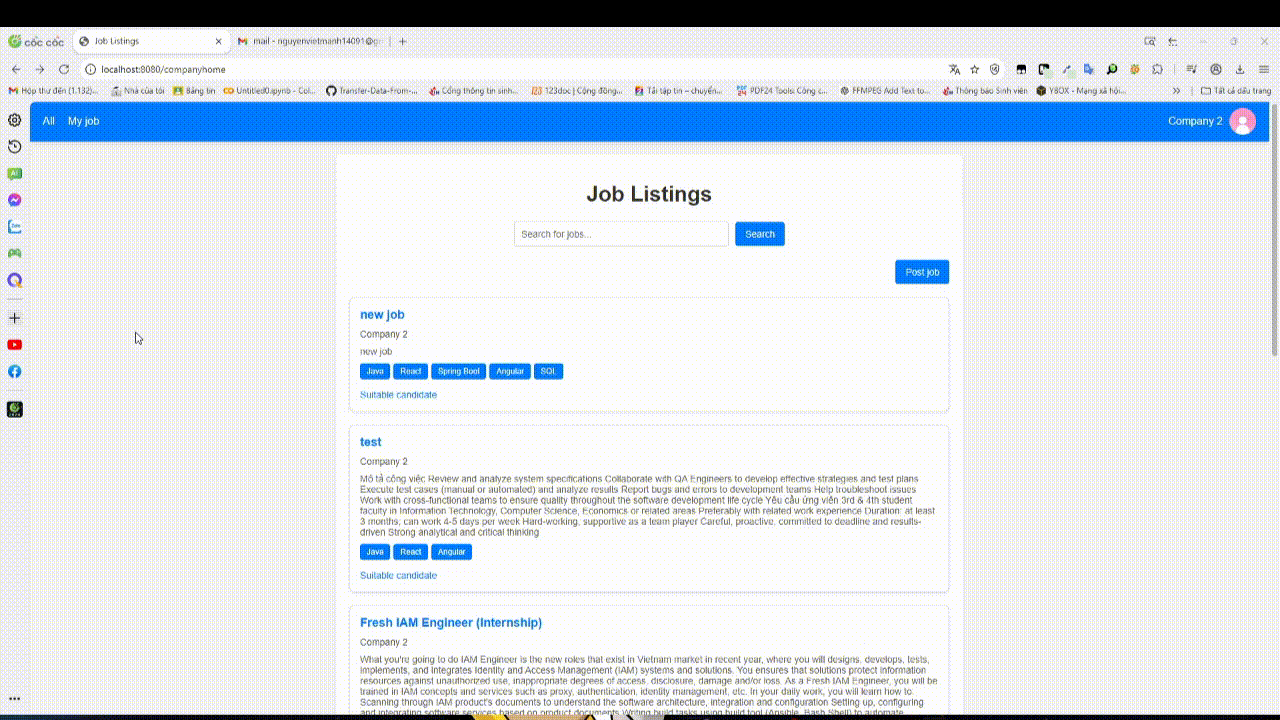 cốc cốc
Job Listings
mail - nguyenvietmanh14091@g
localhost:8080/companyhome
Hộp thư đến (1.132)...
Nhà của tôi
Bảng tin
Untitled0.ipynb - Col...
Transfer-Data-From-...
Cổng thông tin sinh...
123doc | Cộng đồng...
Tải tập tin – chuyển...
PDF24 Tools: Công c...
FFMPEG Add Text to...
Thông báo Sinh viên
YBOX - Mạng xã hội...
Tất cả dấu trang
All
My job
Company 2
Job Listings
Search for jobs...
Search
Post job
new job
Company 2
new job
Java React Spring Boot Angular SQL
Suitable candidate
test
Company 2
Mô tả công việc Review and analyze system specifications Collaborate with QA Engineers to develop effective strategies and test plans
Execute test cases (manual or automated) and analyze results Report bugs and errors to development teams Help troubleshoot issues
Work with cross-functional teams to ensure quality throughout the software development life cycle Yêu cầu ứng viên 3rd & 4th student
faculty in Information Technology, Computer Science, Economics or related areas Preferably with related work experience Duration: at least
3 months, can work 4-5 days per week Hard-working, supportive as a team player Careful, proactive, committed to deadline and results-
driven Strong analytical and critical thinking
Java React Angular
Suitable candidate
Fresh IAM Engineer (Internship)
Company 2
What you're going to do IAM Engineer is the new roles that exist in Vietnam market in recent year, where you will designs, develops, tests,
implements, and integrates Identity and Access Management (IAM) systems and solutions. You ensures that solutions protect information
resources against unauthorized use, inappropriate degrees of access, disclosure, damage and/or loss. As a Fresh IAM Engineer, you will be
trained in IAM concepts and services such as proxy, authentication, identity management, etc. In your daily work, you will learn how to:
Scanning through IAM product's documents to understand the software architecture, integration and configuration Setting up, configuring
and integrating software services based on product documents Writing build tasks using build tool (Ansible, Bash Shell) to automate